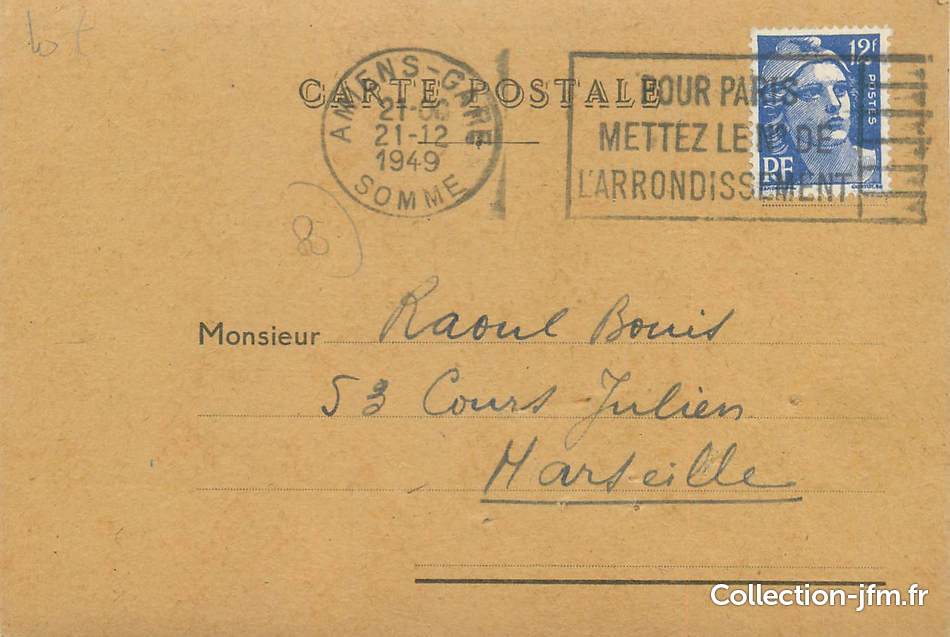 CARTE POSTALE
AMIENS-GARE
21-12
1949
SOMME
POUR PARIS
METTEZ LE N° DE
L'ARRONDISSEMENT
12F
POSTES
RF
Monsieur Raoul Bouis
53 Cours Julien
Marseille
Collection-jfm.fr